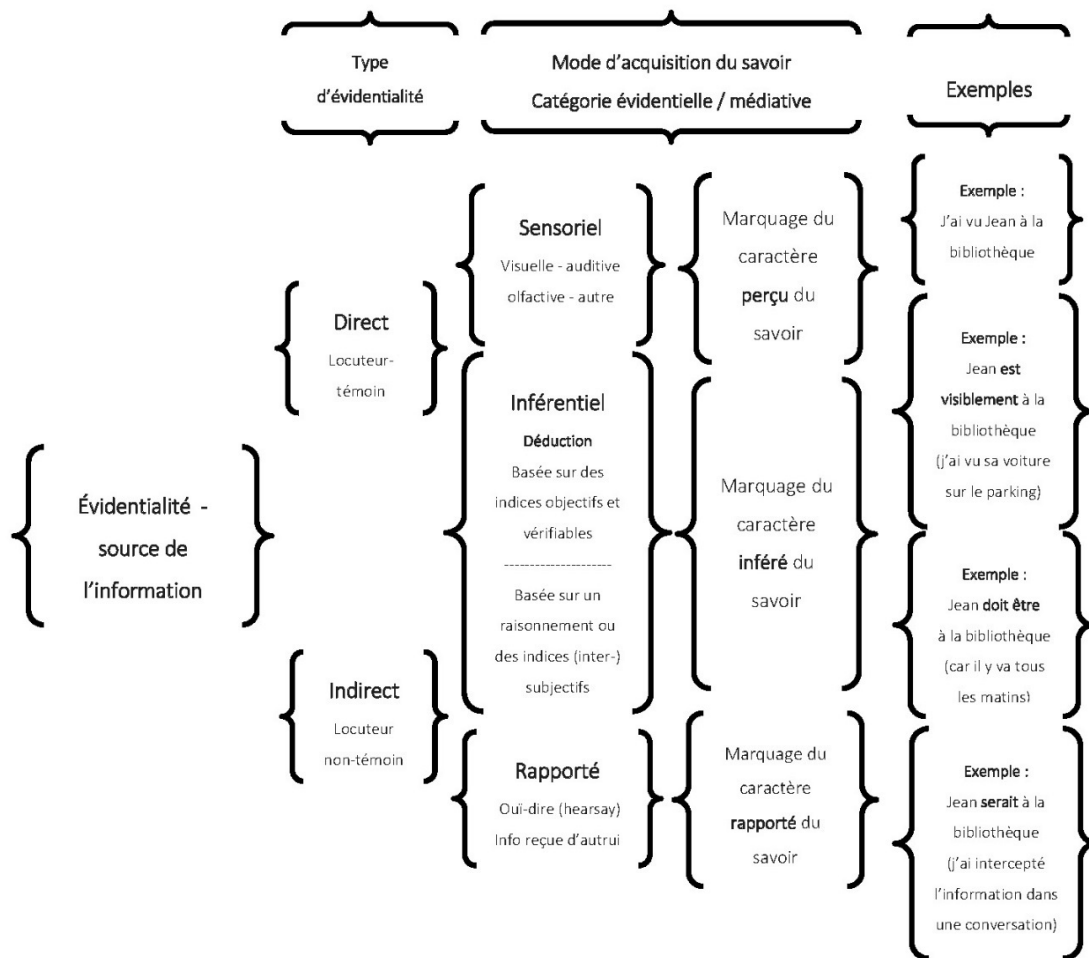 Type
d'évidentialité
Mode d'acquisition du savoir
Catégorie évidentielle / médiative
Exemples
Évidentialité -
source de
l'information
Direct
Locuteur-
témoin
Indirect
Locuteur
non-témoin
Sensoriel
Visuelle - auditive
olfactive - autre
Inférentiel
Déduction
Basée sur des
indices objectifs et
vérifiables
----------------------
Basée sur un
raisonnement ou
des indices (inter-)
subjectifs
Rapporté
Ouï-dire (hearsay)
Info reçue d'autrui
Marquage du
caractère
perçu du
savoir
Marquage du
caractère
inféré du
savoir
Marquage du
caractère
rapporté du
savoir
Exemple :
J'ai vu Jean à la
bibliothèque
Exemple :
Jean est
visiblement à la
bibliothèque
(j'ai vu sa voiture
sur le parking)
Exemple :
Jean doit être
à la bibliothèque
(car il y va tous
les matins)
Exemple :
Jean serait à la
bibliothèque
(j'ai intercepté
l'information dans
une conversation)